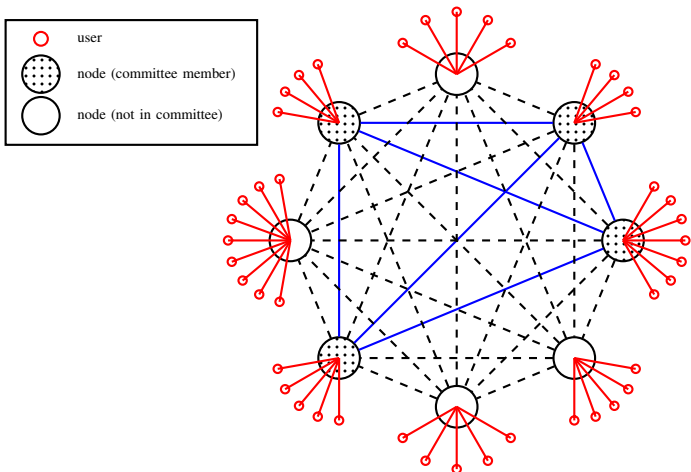 user
node (committee member)
node (not in committee)